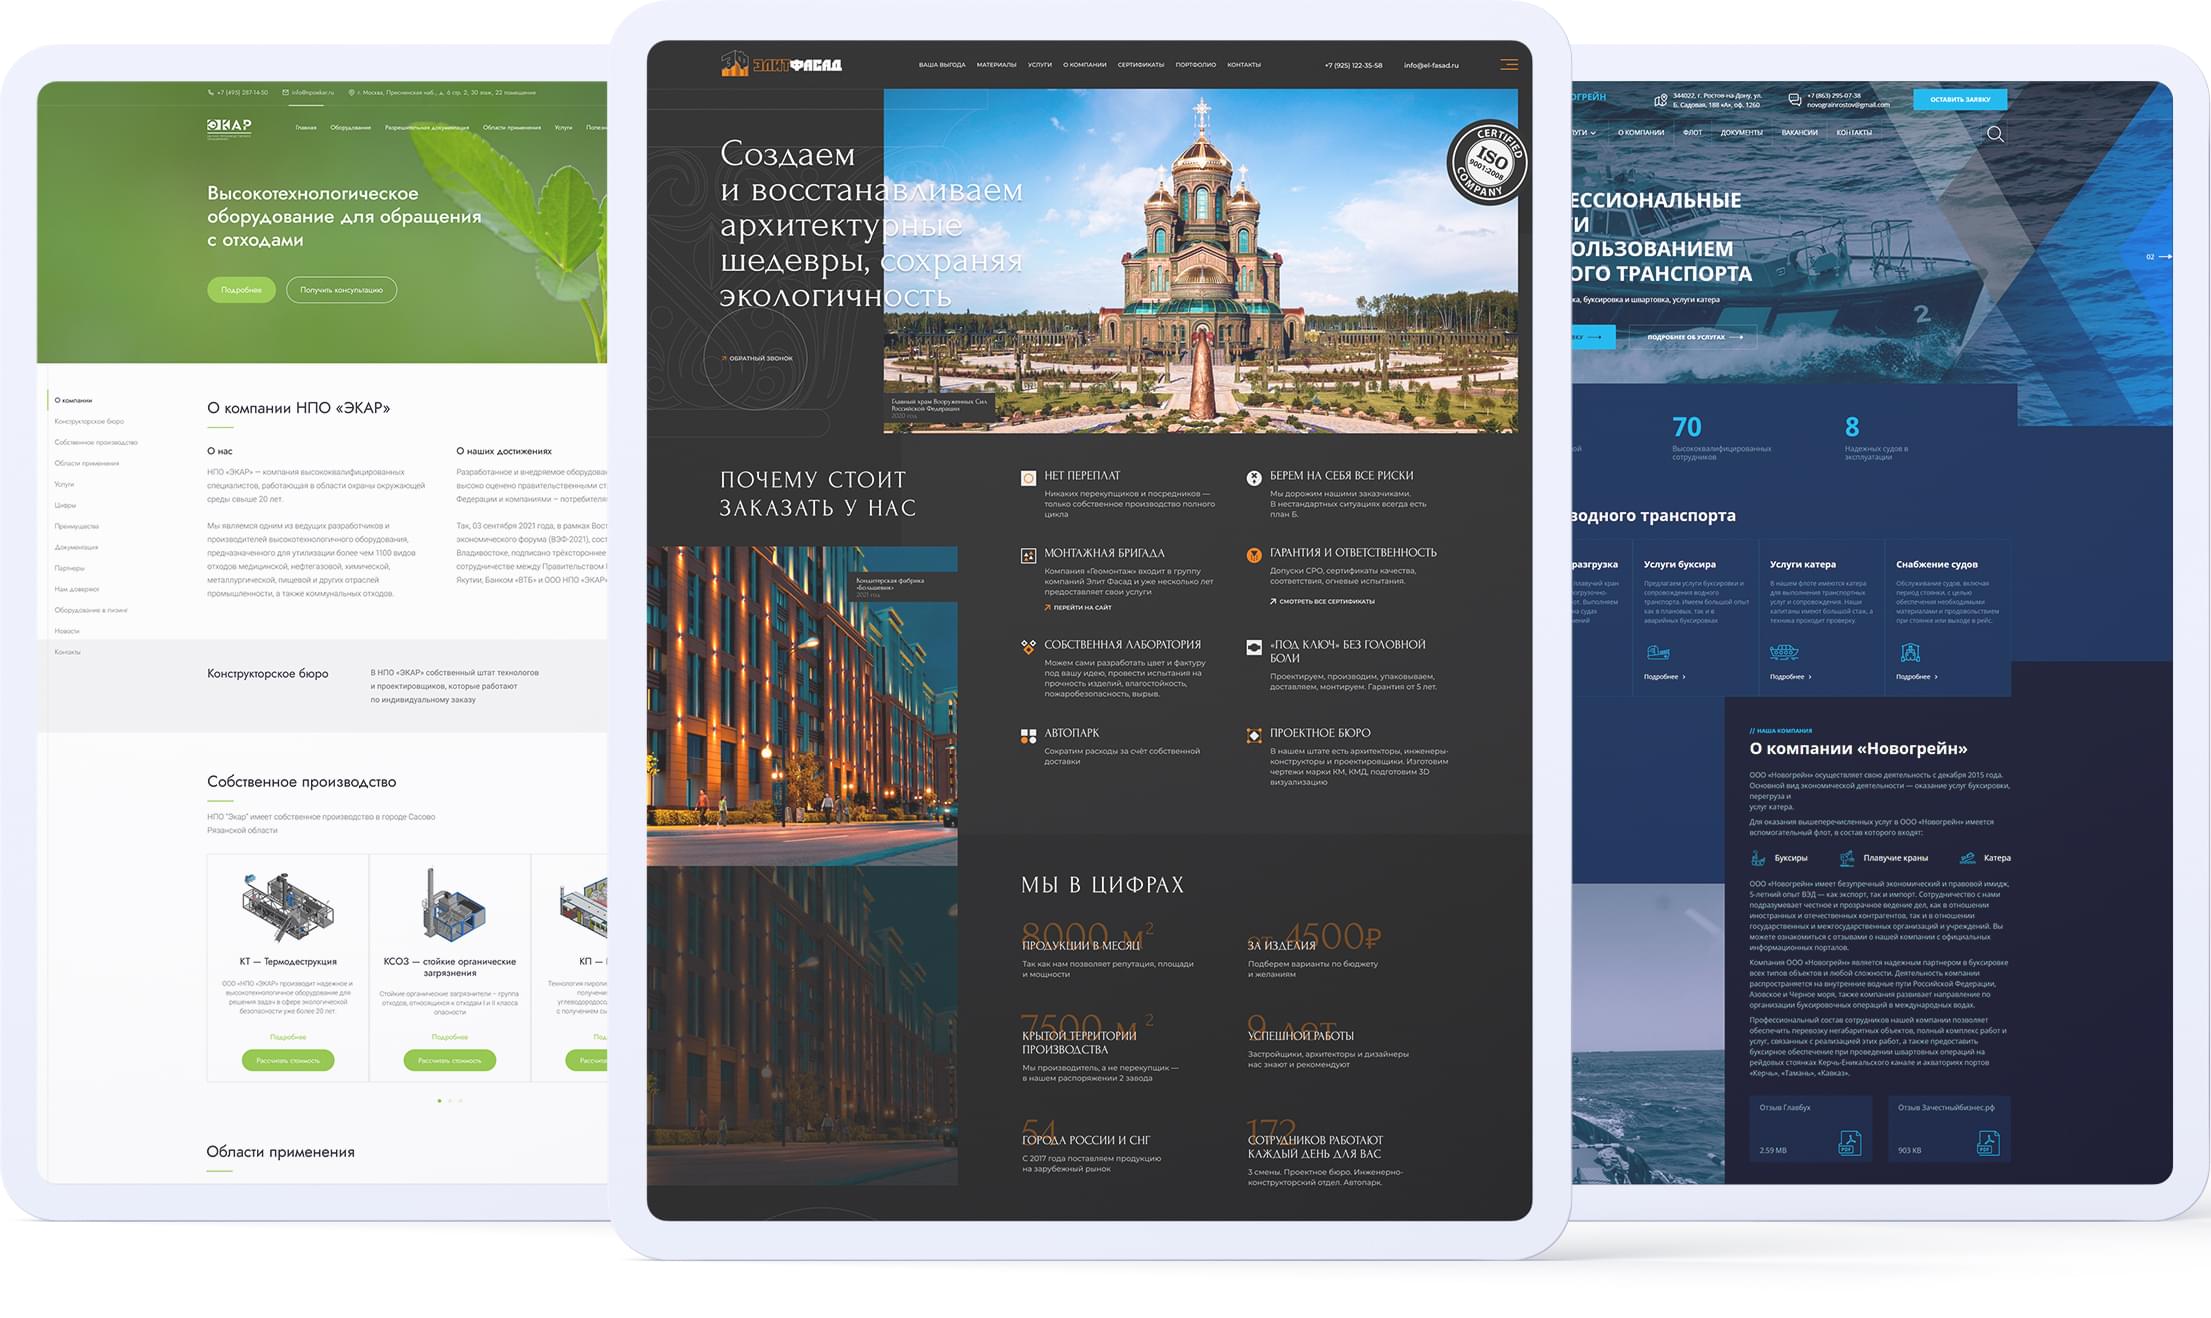 +7 (495) 287-14-50
info@npoekar.ru
г. Москва, Пресненская наб., д. 6 стр. 2, 30 этаж, 22 помещение
ЭКАР
Главная
Оборудование
Разрешительная документация
Области применения
Услуги
Высокотехнологическое
оборудование для обращения
с отходами
Подробнее
Получить консультацию
О компании
Конструкторское бюро
Собственное производство
Области применения
Услуги
Цифры
Преимущества
Документация
Партнеры
Нам доверяют
Оборудование в лизинг
Новости
Контакты
О компании НПО «ЭКАР»
О нас
НПО «ЭКАР» — компания высококвалифицированных
специалистов, работающая в области охраны окружающей
среды свыше 20 лет.
Мы являемся одним из ведущих разработчиков и
производителей высокотехнологичного оборудования,
предназначенного для утилизации более чем 1100 видов
отходов медицинской, нефтегазовой, химической,
металлургической, пищевой и других отраслей
промышленности, а также коммунальных отходов.
О наших достижениях
Разработанное и внедряемое
высоко оценено правительственными
Федерации и компаниями –
Так, 03 сентября 2021 года, в рамках
экономического форума (ВЭФ-2021),
Владивостоке, подписано трёхстороннее
сотрудничестве между Правительством
Якутии, Банком «ВТБ» и ООО НПО «ЭКАР»
Конструкторское бюро
В НПО «ЭКАР» собственный штат технологов
и проектировщиков, которые работают
по индивидуальному заказу
Собственное производство
НПО "Экар" имеет собственное производство в городе Сасово
Рязанской области
КТ — Термодеструкция
ООО «НПО «ЭКАР» производит надежное и
высокотехнологичное оборудование для
решения задач в сфере экологической
безопасности уже более 20 лет.
Подробнее
Рассчитать стоимость
КСОЗ — стойкие органические
загрязнения
Стойкие органические загрязнители – группа
отходов, относящихся к отходам I и II класса
опасности
Подробнее
Рассчитать стоимость
КП —
Технология
с получением
Области применения
ЭЛИТФАСАД
ВАША ВЫГОДА
МАТЕРИАЛЫ
УСЛУГИ
О КОМПАНИИ
СЕРТИФИКАТЫ
ПОРТФОЛИО
КОНТАКТЫ
+7 (925) 122-35-58
info@el-fasad.ru
Создаем
и восстанавливаем
архитектурные
шедевры, сохраняя
экологичность
ОБРАТНЫЙ ЗВОНОК
CERTIFIED
ISO
9001:2008
COMPANY
Главный храм Вооруженных Сил
Российской Федерации
2020 год
ПОЧЕМУ СТОИТ
ЗАКАЗАТЬ У НАС
Кондитерская фабрика
«Большевик»
2021 год
НЕТ ПЕРЕПЛАТ
Никаких перекупщиков и посредников —
только собственное производство полного
цикла
БЕРЕМ НА СЕБЯ ВСЕ РИСКИ
Мы дорожим нашими заказчиками.
В нестандартных ситуациях всегда есть
план Б.
МОНТАЖНАЯ БРИГАДА
Компания «Геомонтаж» входит в группу
компаний Элит Фасад и уже несколько лет
предоставляет свои услуги
ПЕРЕЙТИ НА САЙТ
ГАРАНТИЯ И ОТВЕТСТВЕННОСТЬ
Допуски СРО, сертификаты качества,
соответствия, огневые испытания.
СМОТРЕТЬ ВСЕ СЕРТИФИКАТЫ
СОБСТВЕННАЯ ЛАБОРАТОРИЯ
Можем сами разработать цвет и фактуру
под вашу идею, провести испытания на
прочность изделий, влагостойкость,
пожаробезопасность, вырыв.
«ПОД КЛЮЧ» БЕЗ ГОЛОВНОЙ
БОЛИ
Проектируем, производим, упаковываем,
доставляем, монтируем. Гарантия от 5 лет.
АВТОПАРК
Сократим расходы за счёт собственной
доставки
ПРОЕКТНОЕ БЮРО
В нашем штате есть архитекторы, инженеры-
конструкторы и проектировщики. Изготовим
чертежи марки КМ, КМД, подготовим 3D
визуализацию
МЫ В ЦИФРАХ
8000 м²
ПРОДУКЦИИ В МЕСЯЦ
Так как нам позволяет репутация, площади
и мощности
от 4500₽
ЗА ИЗДЕЛИЯ
Подберем варианты по бюджету
и желаниям
7500 м²
КРЫТОЙ ТЕРРИТОРИИ
ПРОИЗВОДСТВА
Мы производитель, а не перекупщик —
в нашем распоряжении 2 завода
9 лет
УСПЕШНОЙ РАБОТЫ
Застройщики, архитекторы и дизайнеры
нас знают и рекомендуют
54
ГОРОДА РОССИИ И СНГ
С 2017 года поставляем продукцию
на зарубежный рынок
172
СОТРУДНИКОВ РАБОТАЮТ
КАЖДЫЙ ДЕНЬ ДЛЯ ВАС
3 смены. Проектное бюро. Инженерно-
конструкторский отдел. Автопарк.
344022, г. Ростов-на-Дону, ул.
Б. Садовая, 188 «А», оф. 1260
+7 (863) 295-07-38
novograinrostov@gmail.com
ОСТАВИТЬ ЗАЯВКУ
О КОМПАНИИ
ФЛОТ
ДОКУМЕНТЫ
ВАКАНСИИ
КОНТАКТЫ
ЕССИОНАЛЬНЫЕ
ТИ
ОЛЬЗОВАНИЕМ
ОГО ТРАНСПОРТА
ка, буксировка и швартовка, услуги катера
ПОДРОБНЕЕ ОБ УСЛУГАХ
2
02
70
Высококвалифицированных
сотрудников
8
Надежных судов в
эксплуатации
водного транспорта
разгрузка
плавучий кран
Выполняем
на судах
Услуги буксира
Предлагаем услуги буксировки и
сопровождения водного
транспорта. Имеем большой опыт
как в плановых, так и в
аварийных буксировках
Подробнее
Услуги катера
В нашем флоте имеются катера
для выполнения транспортных
услуг и сопровождения. Наши
капитаны имеют большой стаж, а
техника проходит проверку.
Подробнее
Снабжение судов
Обслуживание судов, включая
период стоянки, с целью
обеспечения необходимыми
материалами и продовольствием
при стоянке или выходе в рейс.
Подробнее
// НАША КОМПАНИЯ
О компании «Новогрейн»
ООО «Новогрейн» осуществляет свою деятельность с декабря 2015 года.
Основной вид экономической деятельности — оказание услуг буксировки,
перегруза и
услуг катера.
Для оказания вышеперечисленных услуг в ООО «Новогрейн» имеется
вспомогательный флот, в состав которого входят:
Буксиры
Плавучие краны
Катера
ООО «Новогрейн» имеет безупречный экономический и правовой имидж,
5-летний опыт ВЭД — как экспорт, так и импорт. Сотрудничество с нами
подразумевает честное и прозрачное ведение дел, как в отношении
иностранных и отечественных контрагентов, так и в отношении
государственных и межгосударственных организаций и учреждений. Вы
можете ознакомиться с отзывами о нашей компании с официальных
информационных порталов.
Компания ООО «Новогрейн» является надежным партнером в буксировке
всех типов объектов и любой сложности. Деятельность компании
распространяется на внутренние водные пути Российской Федерации,
Азовское и Черное моря, также компания развивает направление по
организации буксировочных операций в международных водах.
Профессиональный состав сотрудников нашей компании позволяет
обеспечить перевозку негабаритных объектов, полный комплекс работ и
услуг, связанных с реализацией этих работ, а также предоставить
буксирное обеспечение при проведении швартовных операций на
рейдовых стоянках Керчь-Еникальского канале и акваториях портов
«Керчь», «Тамань», «Кавказ».
Отзыв Главбух
2.59 MB
PDF
Отзыв Зачестныйбизнес.рф
903 KB
PDF